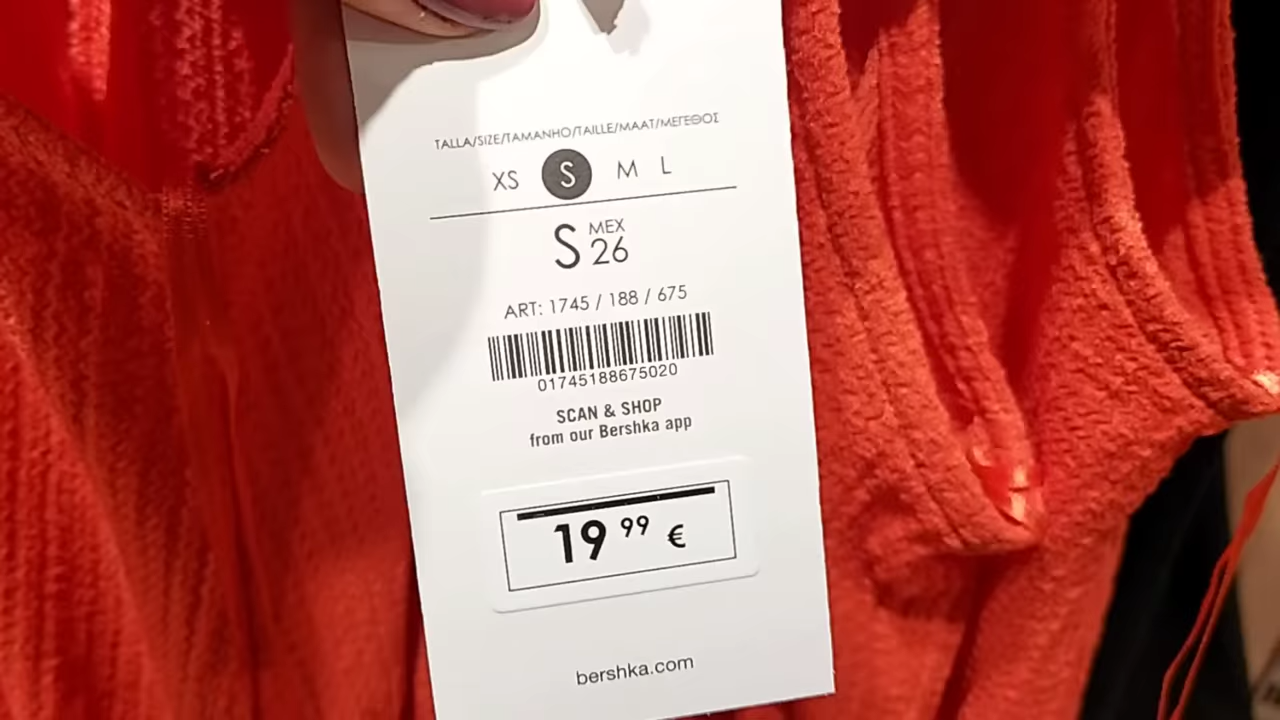 TALLA/SIZE/TAMANHO/TAILLE/MAAT/ΜΕΓΕΘΟΣ
XS S M L
S MEX 26
ART: 1745 / 188 / 675
01745188675020
SCAN & SHOP
from our Bershka app
19 99 €
bershka.com